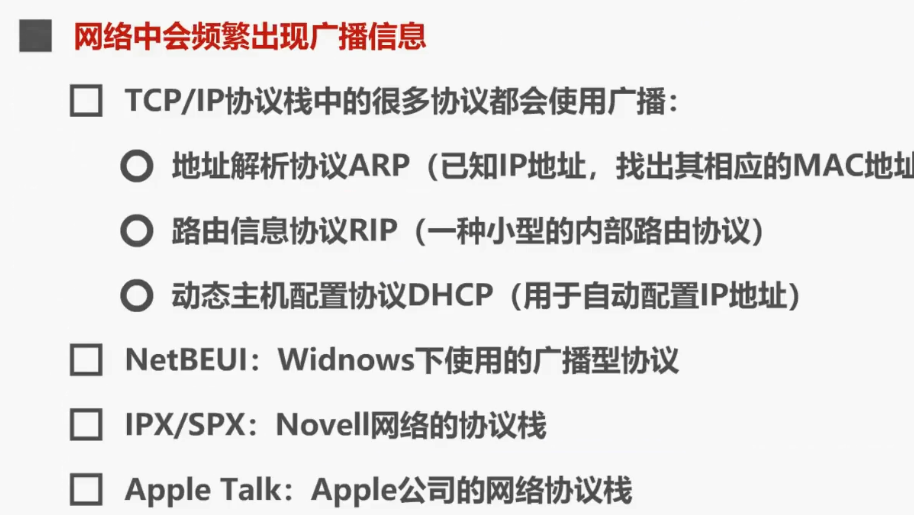 网络中会频繁出现广播信息
TCP/IP协议栈中的很多协议都会使用广播：
地址解析协议ARP（已知IP地址，找出其相应的MAC地址
路由信息协议RIP（一种小型的内部路由协议）
动态主机配置协议DHCP（用于自动配置IP地址）
NetBEUI：Widnows下使用的广播型协议
IPX/SPX：Novell网络的协议栈
Apple Talk：Apple公司的网络协议栈